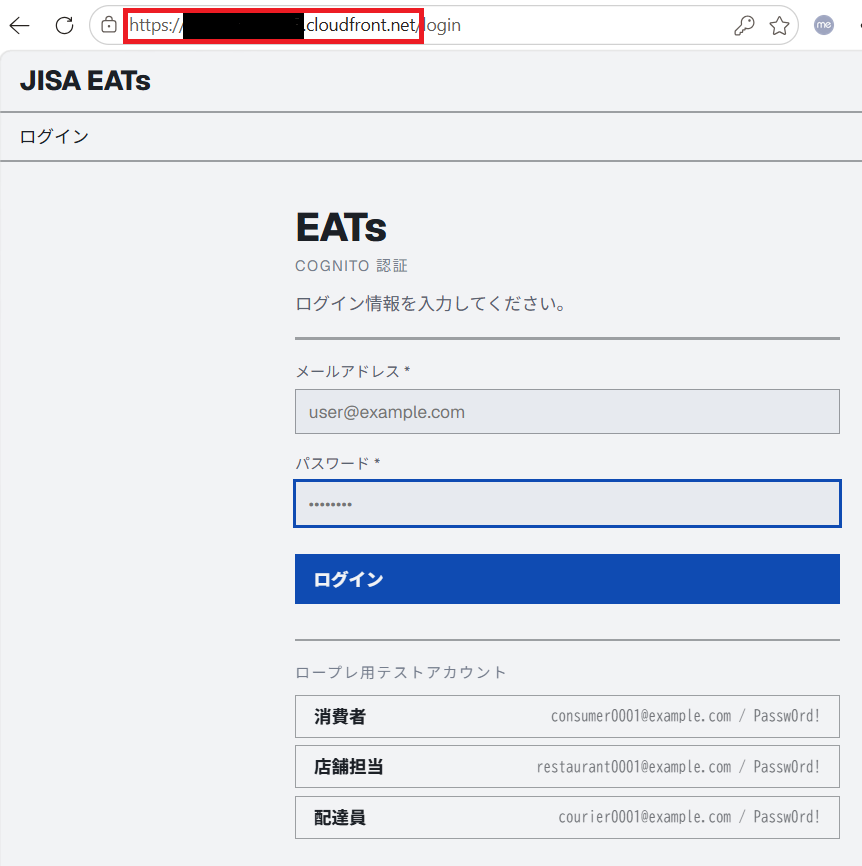 https:// .cloudfront.net/login
me
JISA EATs
ログイン
EATs
COGNITO 認証
ログイン情報を入力してください。
メールアドレス *
user@example.com
パスワード *
••••••••
ログイン
ロープレ用テストアカウント
消費者 consumer0001@example.com / Passw0rd!
店舗担当 restaurant0001@example.com / Passw0rd!
配達員 courier0001@example.com / Passw0rd!